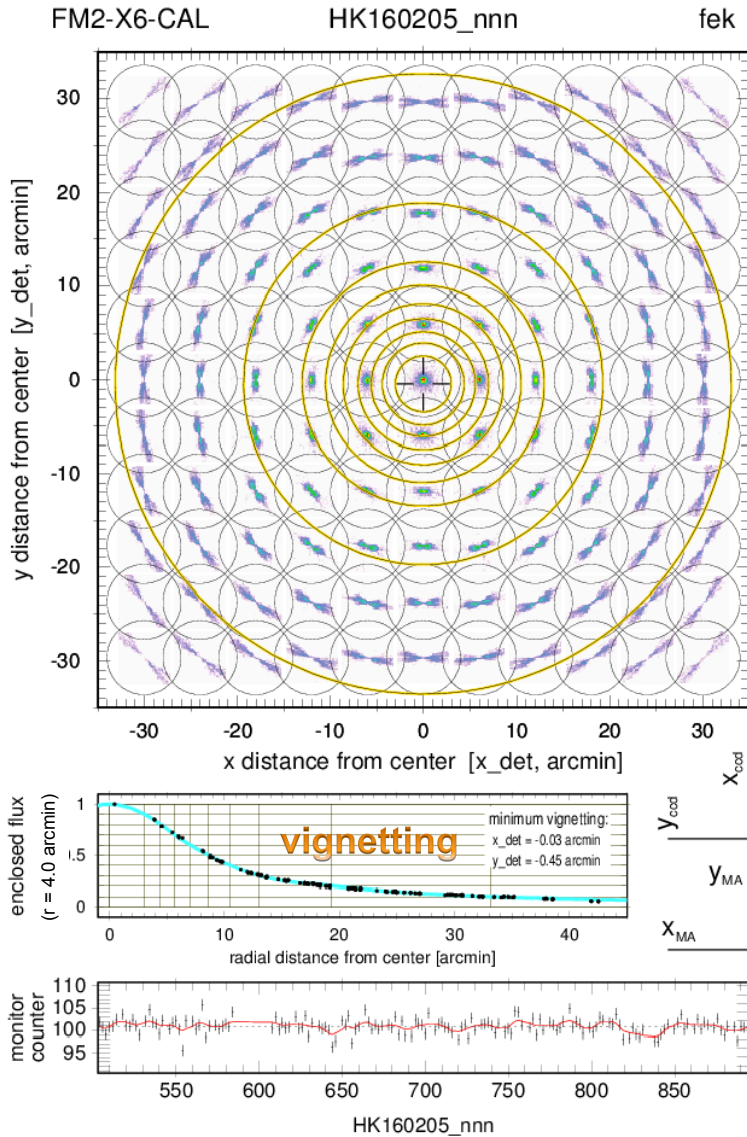 FM2-X6-CAL HK160205_nnn fek
y distance from center [y_det, arcmin]
30
20
10
0
-10
-20
-30
-30 -20 -10 0 10 20 30
x distance from center [x_det, arcmin]
x_ccd
y_ccd
y_MA
x_MA
enclosed flux
(r = 4.0 arcmin)
1
.5
0
vignetting
minimum vignetting:
x_det = -0.03 arcmin
y_det = -0.45 arcmin
0 10 20 30 40
radial distance from center [arcmin]
monitor
counter
110
105
100
95
550 600 650 700 750 800 850
HK160205_nnn